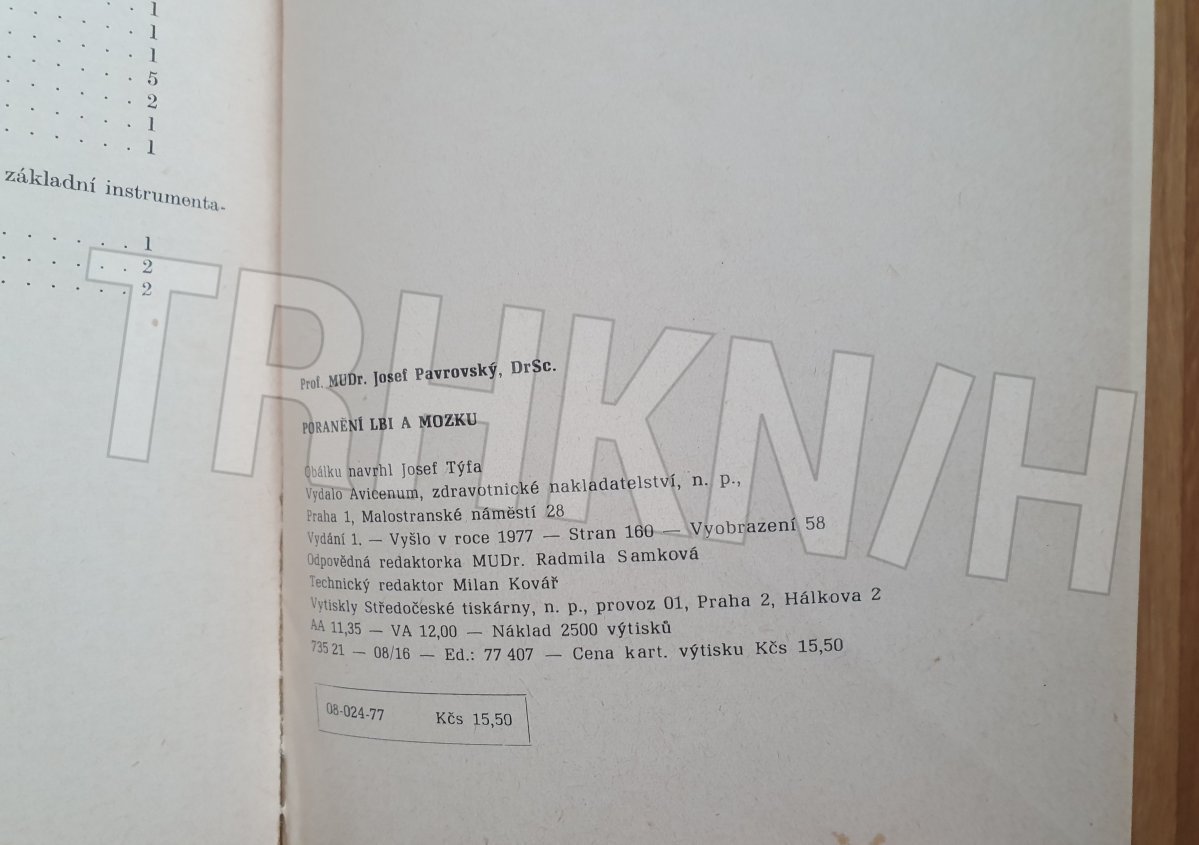 1
1
1
5
2
1
1
základní instrumenta-
1
2
2
TRHKNIH
Prof. MUDr. Josef Pavrovský, DrSc.
PORANĚNÍ LBI A MOZKU
Obálku navrhl Josef Týfa
Vydalo Avicenum, zdravotnické nakladatelství, n. p.,
Praha 1, Malostranské náměstí 28
Vydání 1. — Vyšlo v roce 1977 — Stran 160 — Vyobrazení 58
Odpovědná redaktorka MUDr. Radmila Samková
Technický redaktor Milan Kovář
Vytiskly Středočeské tiskárny, n. p., provoz 01, Praha 2, Hálkova 2
AA 11,35 — VA 12,00 — Náklad 2500 výtisků
735 21 — 08/16 — Ed.: 77 407 — Cena kart. výtisku Kčs 15,50
08-024-77 Kčs 15,50